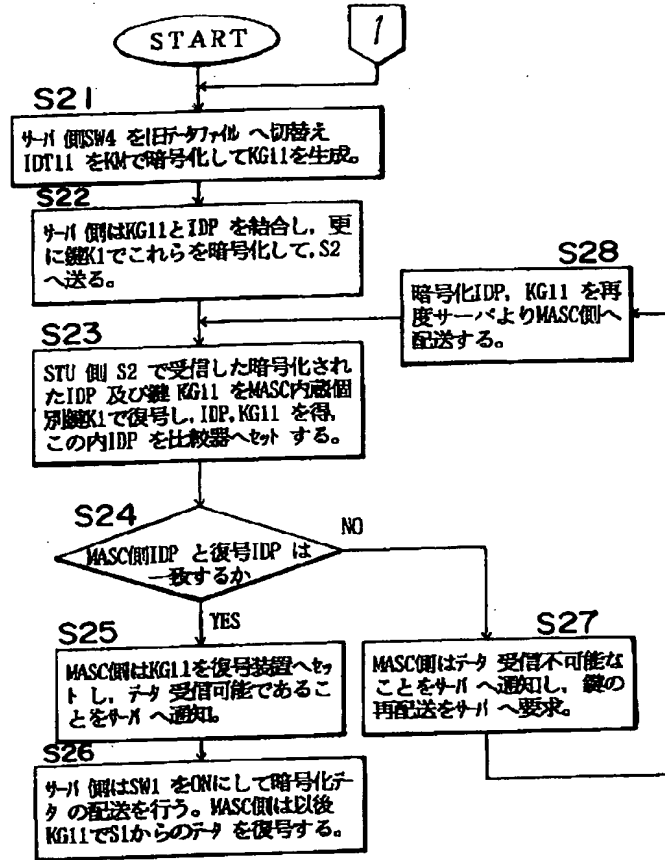 START
1
S21
サーバ 側SW4 を旧データファイル へ切替え
IDT11 をKMで暗号化してKG11を生成。
S22
サーバ 側はKG11とIDP を結合し, 更
に鍵K1でこれらを暗号化して, S2
へ送る。
S28
暗号化IDP, KG11 を再
度サーバよりMASC側へ
配送する。
S23
STU 側 S2 で受信した暗号化され
たIDP 及び鍵 KG11 をMASC内蔵個
別鍵K1で復号し, IDP, KG11 を得,
この内IDP を比較器へセット する。
S24
MASC側IDP と復号IDP は
一致するか
NO
YES
S25
MASC側はKG11を復号装置へセッ
ト し, データ 受信可能であるこ
とをサーバ へ通知。
S27
MASC側はデータ 受信不可能な
ことをサーバ へ通知し, 鍵の
再配送をサーバ へ要求。
S26
サーバ 側はSW1 をONにして暗号化デー
タ の配送を行う。MASC側は以後
KG11でS1からのデータ を復号する。